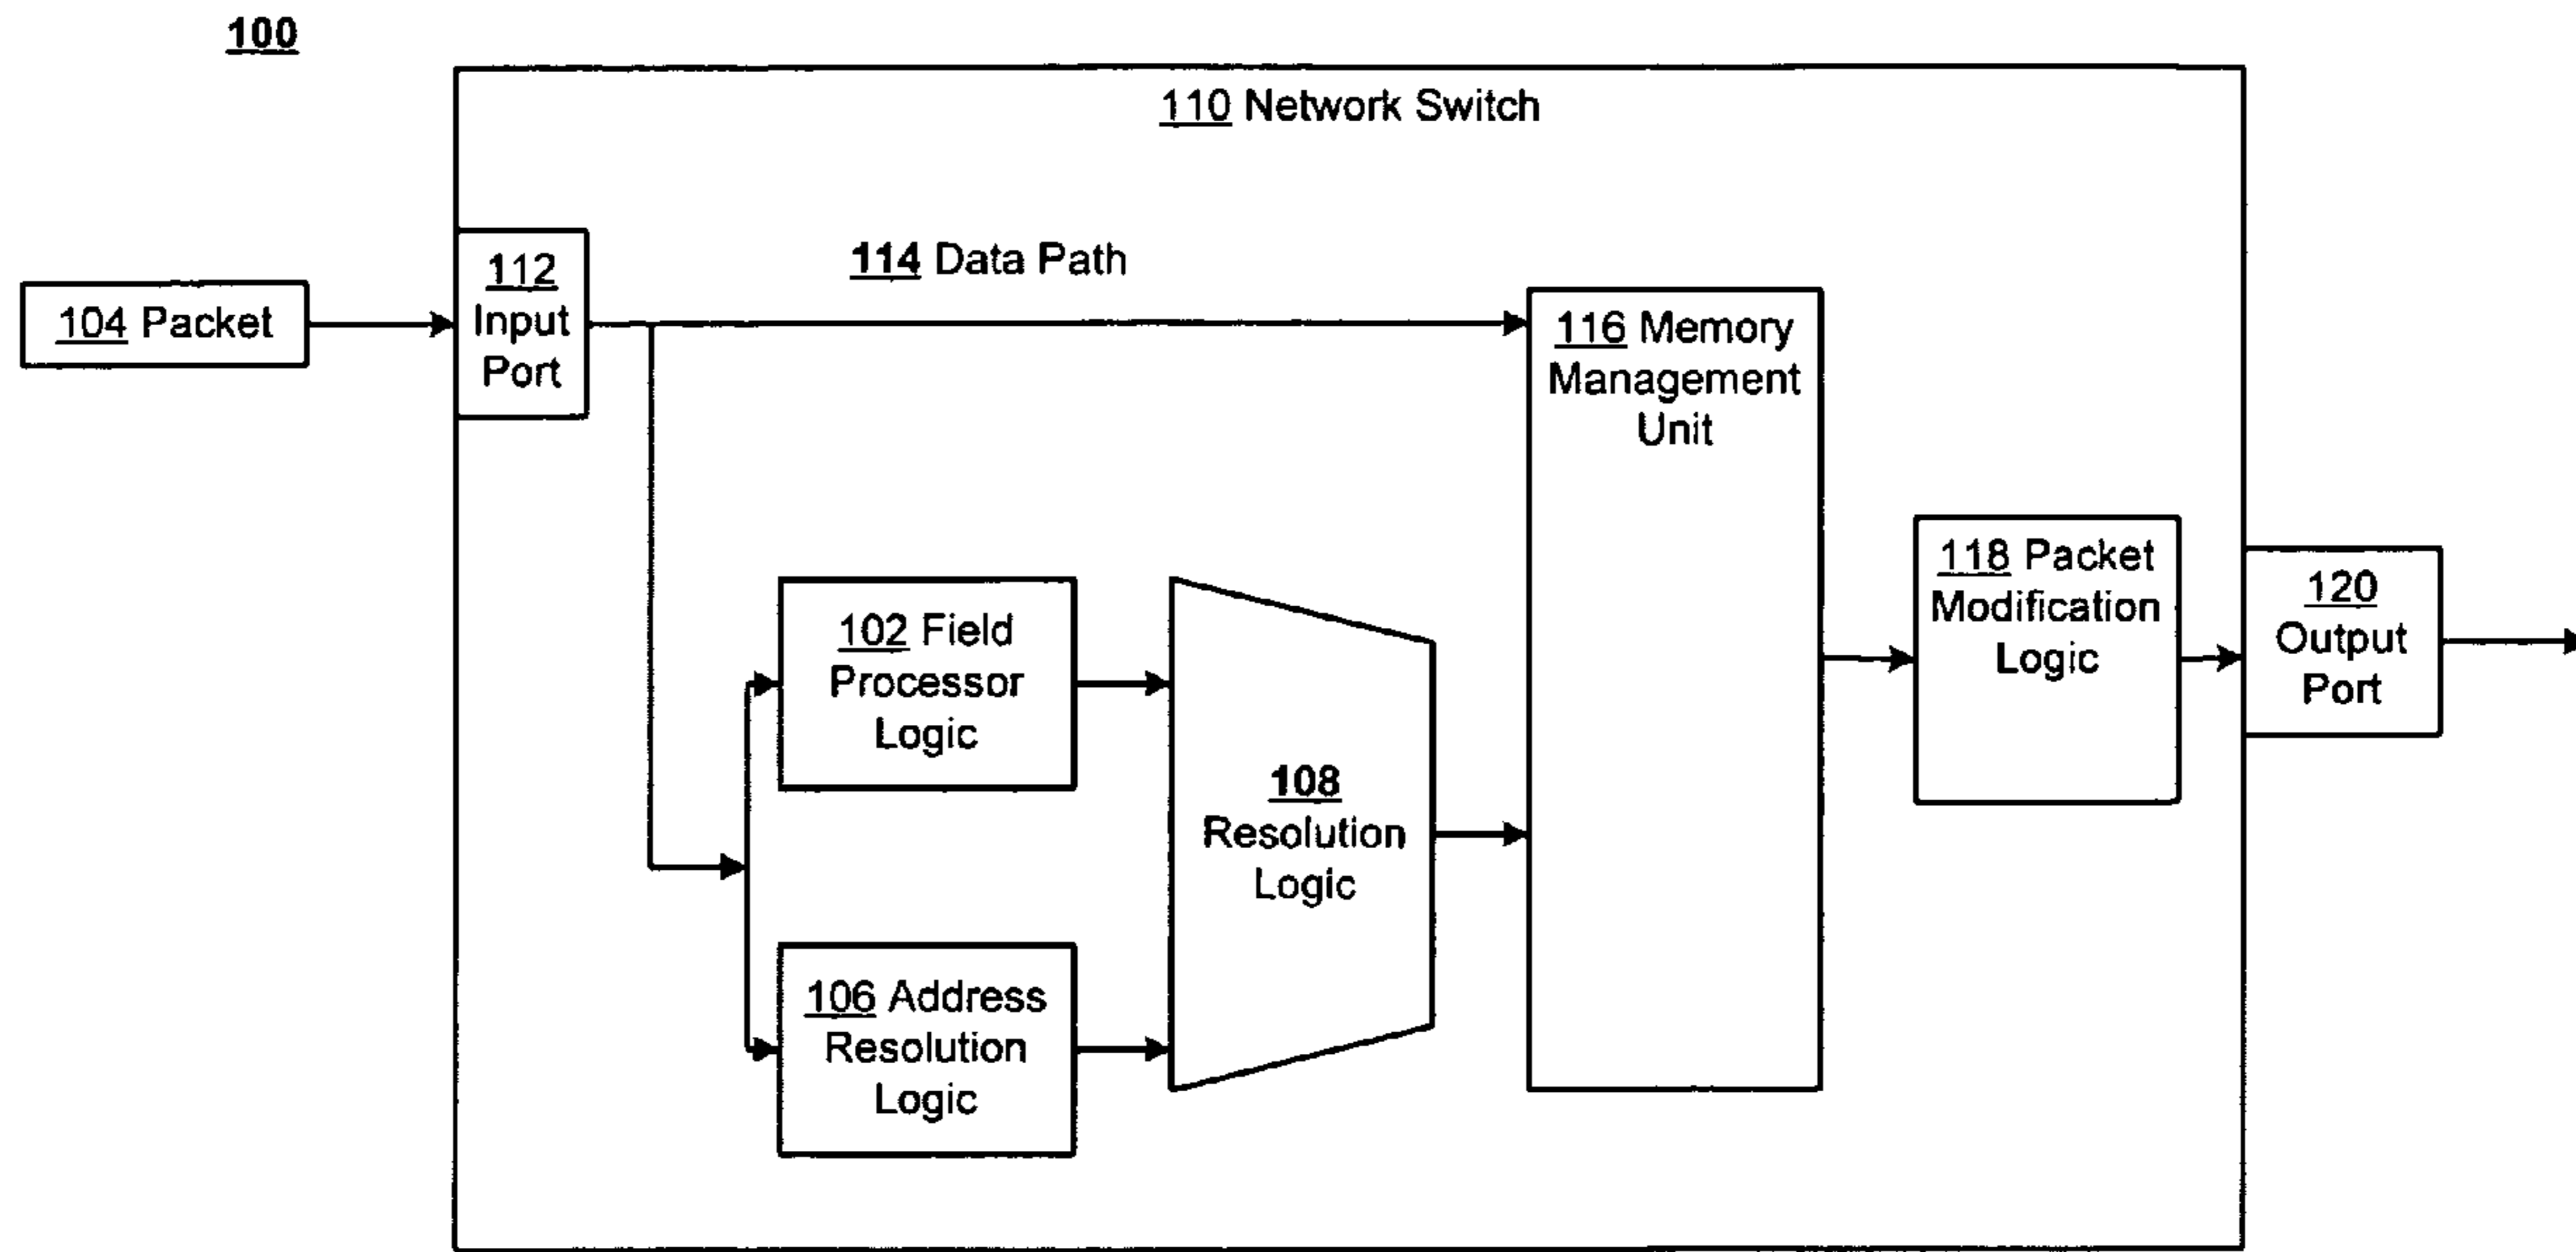 100
110 Network Switch
112
Input
Port
114 Data Path
104 Packet
116 Memory
Management
Unit
118 Packet
Modification
Logic
120
Output
Port
102 Field
Processor
Logic
108
Resolution
Logic
106 Address
Resolution
Logic